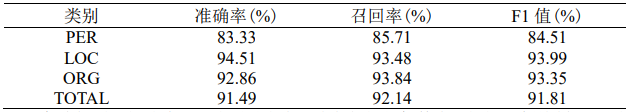 类别 准确率(%) 召回率(%) F1 值(%)
PER 83.33 85.71 84.51
LOC 94.51 93.48 93.99
ORG 92.86 93.84 93.35
TOTAL 91.49 92.14 91.81